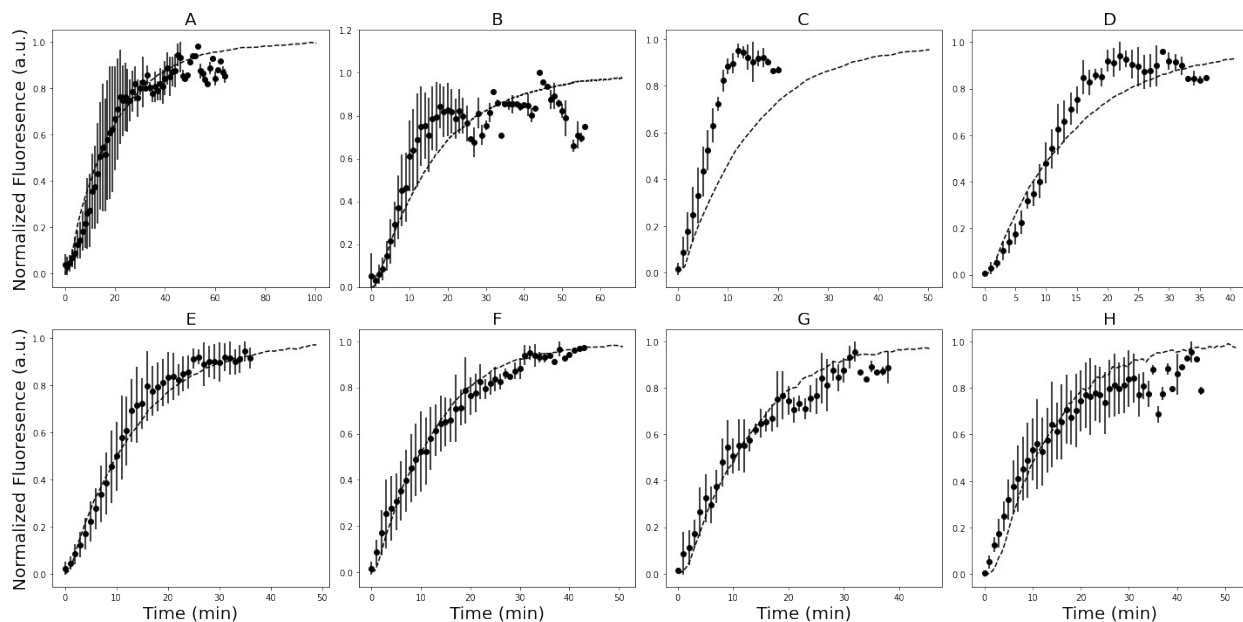 A B C D
Normalized Fluorescence (a.u.)
1.0 1.2 1.0 1.0
0.8 1.0 0.8 0.8
0.6 0.8 0.6 0.6
0.4 0.6 0.4 0.4
0.2 0.4 0.2 0.2
0.0 0.2 0.0 0.0
0.0
0 20 40 60 80 100 0 10 20 30 40 50 60 0 10 20 30 40 50 0 5 10 15 20 25 30 35 40
E F G H
Normalized Fluorescence (a.u.)
1.0 1.0 1.0 1.0
0.8 0.8 0.8 0.8
0.6 0.6 0.6 0.6
0.4 0.4 0.4 0.4
0.2 0.2 0.2 0.2
0.0 0.0 0.0 0.0
0 10 20 30 40 50 0 10 20 30 40 50 0 10 20 30 40 0 10 20 30 40 50
Time (min) Time (min) Time (min) Time (min)